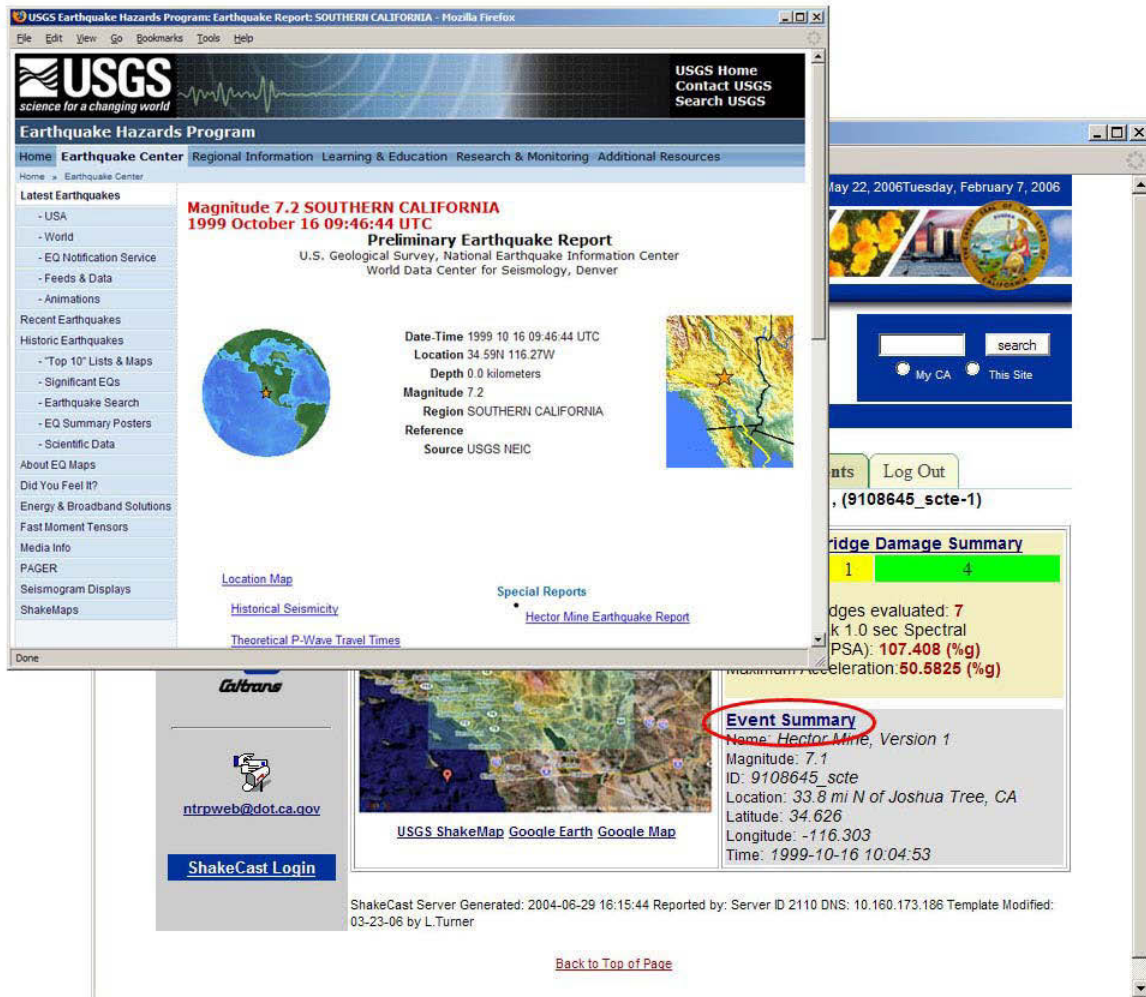 USGS Earthquake Hazards Program: Earthquake Report: SOUTHERN CALIFORNIA - Mozilla Firefox
File Edit View Go Bookmarks Tools Help
USGS
science for a changing world
USGS Home
Contact USGS
Search USGS
Earthquake Hazards Program
Home Earthquake Center Regional Information Learning & Education Research & Monitoring Additional Resources
Home » Earthquake Center
Latest Earthquakes
- USA
- World
- EQ Notification Service
- Feeds & Data
- Animations
Recent Earthquakes
Historic Earthquakes
- "Top 10" Lists & Maps
- Significant EQs
- Earthquake Search
- EQ Summary Posters
- Scientific Data
About EQ Maps
Did You Feel It?
Energy & Broadband Solutions
Fast Moment Tensors
Media Info
PAGER
Seismogram Displays
ShakeMaps
Magnitude 7.2 SOUTHERN CALIFORNIA
1999 October 16 09:46:44 UTC
Preliminary Earthquake Report
U.S. Geological Survey, National Earthquake Information Center
World Data Center for Seismology, Denver
Date-Time 1999 10 16 09:46:44 UTC
Location 34.59N 116.27W
Depth 0.0 kilometers
Magnitude 7.2
Region SOUTHERN CALIFORNIA
Reference
Source USGS NEIC
Location Map
Historical Seismicity
Theoretical P-Wave Travel Times
Special Reports
Hector Mine Earthquake Report
Done
May 22, 2006Tuesday, February 7, 2006
search
My CA This Site
nts Log Out
, (9108645_scte-1)
ridge Damage Summary
1 4
dges evaluated: 7
k 1.0 sec Spectral
PSA): 107.408 (%g)
Maximum Acceleration:50.5825 (%g)
Event Summary
Name: Hector Mine, Version 1
Magnitude: 7.1
ID: 9108645_scte
Location: 33.8 mi N of Joshua Tree, CA
Latitude: 34.626
Longitude: -116.303
Time: 1999-10-16 10:04:53
Caltrans
ntrpweb@dot.ca.gov
ShakeCast Login
USGS ShakeMap Google Earth Google Map
ShakeCast Server Generated: 2004-06-29 16:15:44 Reported by: Server ID 2110 DNS: 10.160.173.186 Template Modified:
03-23-06 by L.Turner
Back to Top of Page